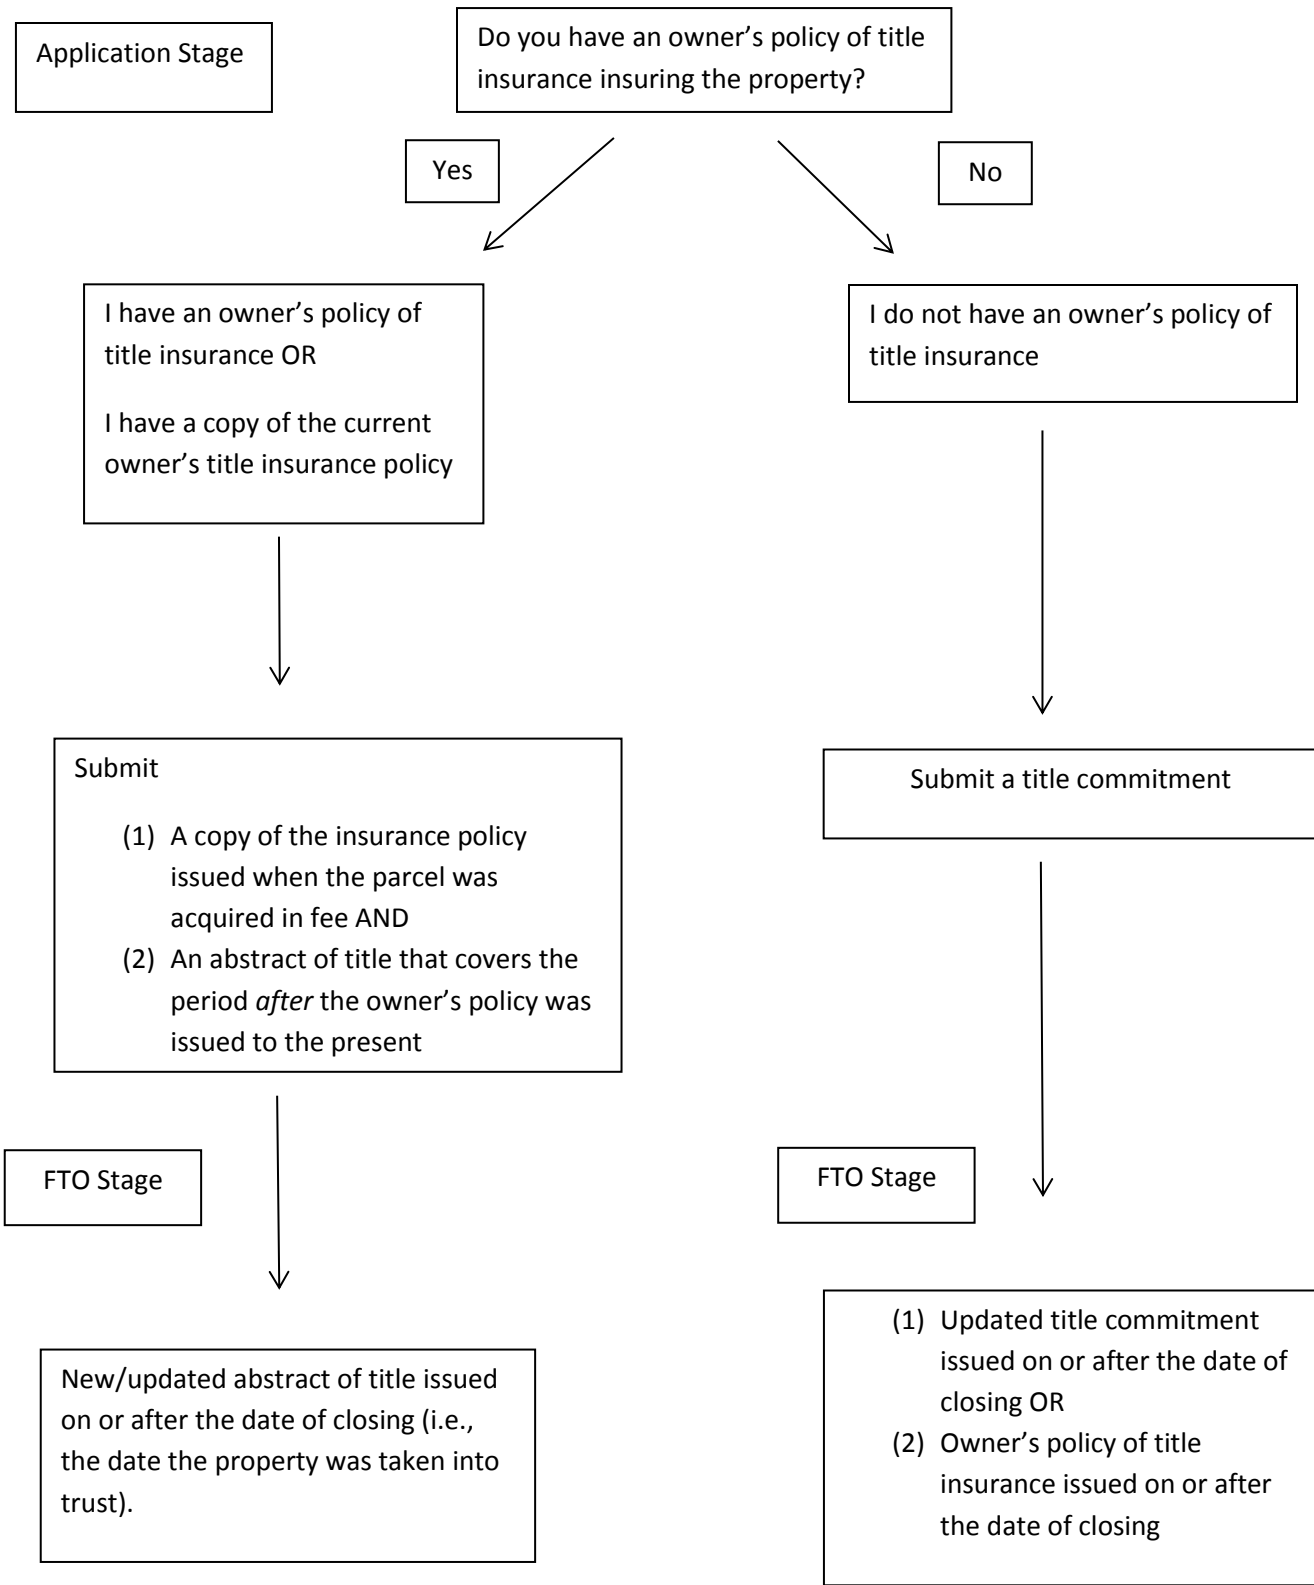 Application Stage
Do you have an owner’s policy of title
insurance insuring the property?
Yes
No
I have an owner’s policy of
title insurance OR
I have a copy of the current
owner’s title insurance policy
I do not have an owner’s policy of
title insurance
Submit
(1) A copy of the insurance policy
issued when the parcel was
acquired in fee AND
(2) An abstract of title that covers the
period after the owner’s policy was
issued to the present
Submit a title commitment
FTO Stage
FTO Stage
New/updated abstract of title issued
on or after the date of closing (i.e.,
the date the property was taken into
trust).
(1) Updated title commitment
issued on or after the date of
closing OR
(2) Owner’s policy of title
insurance issued on or after
the date of closing